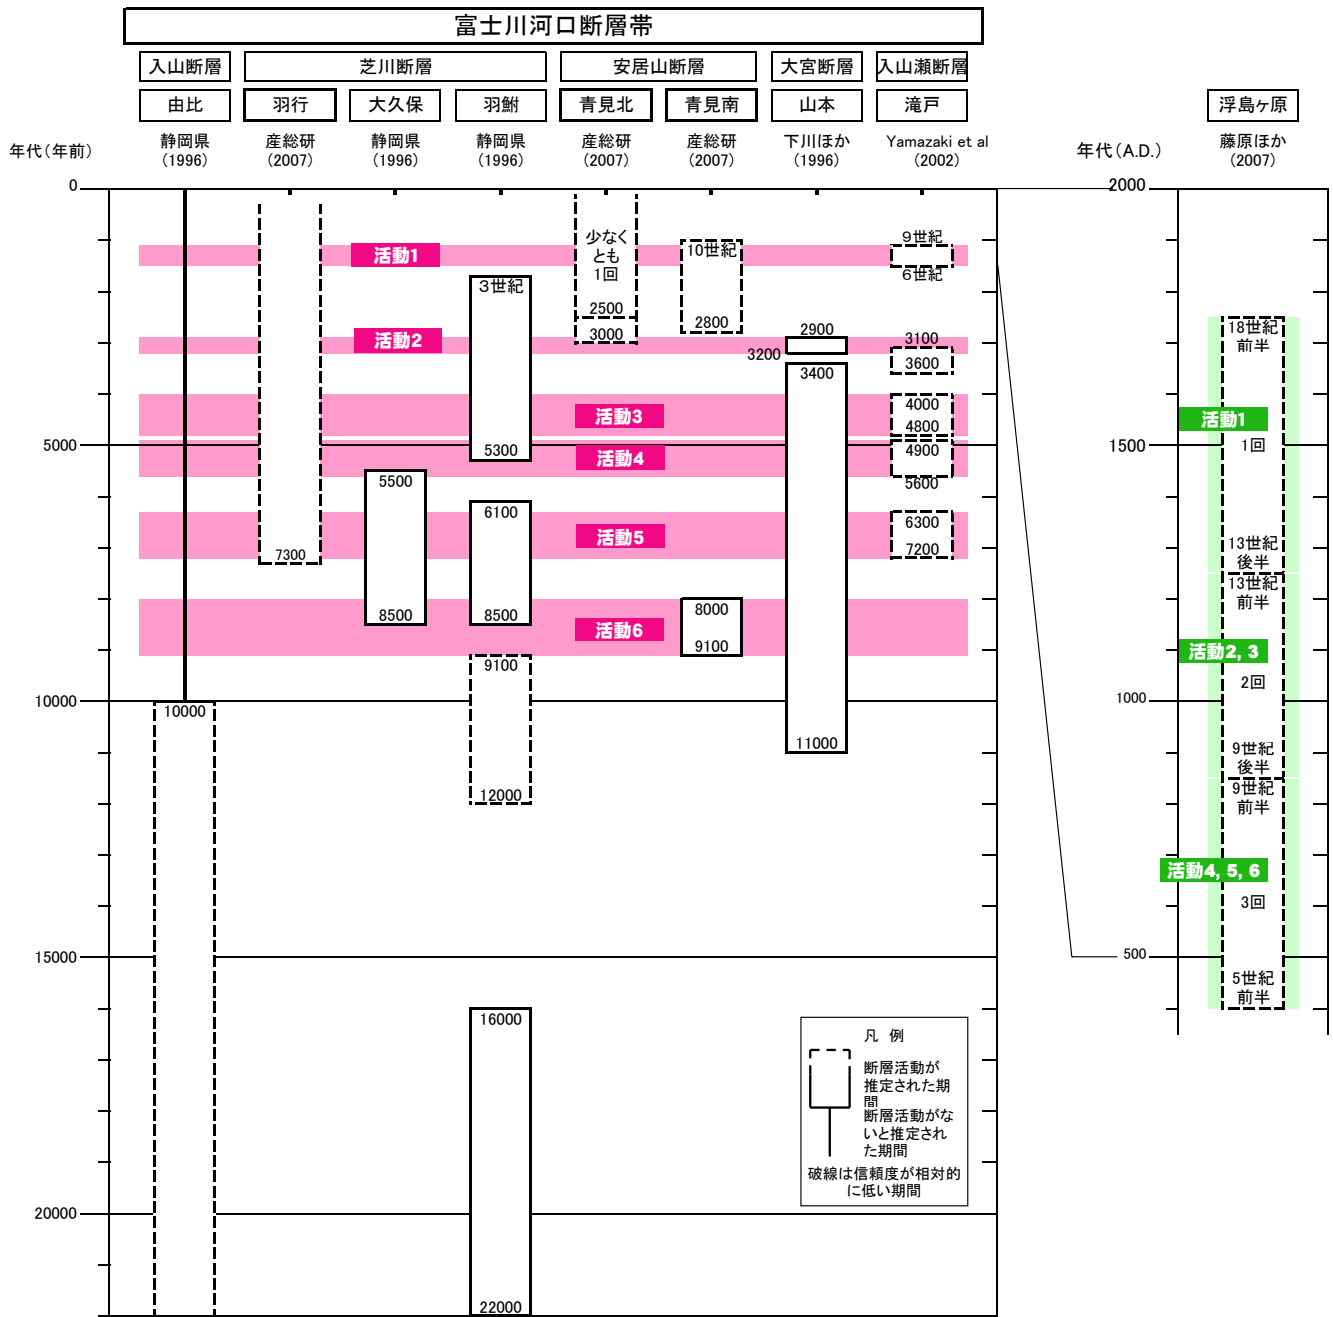 富士川河口断層帯
入山断層
芝川断層
安居山断層
大宮断層
入山瀬断層
由比
羽行
大久保
羽鮒
青見北
青見南
山本
滝戸
浮島ヶ原
年代（年前）
静岡県
（1996）
産総研
（2007）
静岡県
（1996）
静岡県
（1996）
産総研
（2007）
産総研
（2007）
下川ほか
（1996）
Yamazaki et al
（2002）
年代（A.D.）
藤原ほか
（2007）
0
5000
10000
15000
20000
10000
7300
5500
8500
3世紀
5300
6100
8500
9100
12000
16000
22000
少なく
とも
1回
2500
3000
10世紀
2800
8000
9100
2900
3200
3400
11000
9世紀
6世紀
3100
3600
4000
4800
4900
5600
6300
7200
活動1
活動2
活動3
活動4
活動5
活動6
凡 例
断層活動が
推定された期
間
断層活動がな
いと推定され
た期間
破線は信頼度が相対的
に低い期間
2000
1500
1000
500
18世紀
前半
活動1
1回
13世紀
後半
13世紀
前半
活動2, 3
2回
9世紀
後半
9世紀
前半
活動4, 5, 6
3回
5世紀
前半